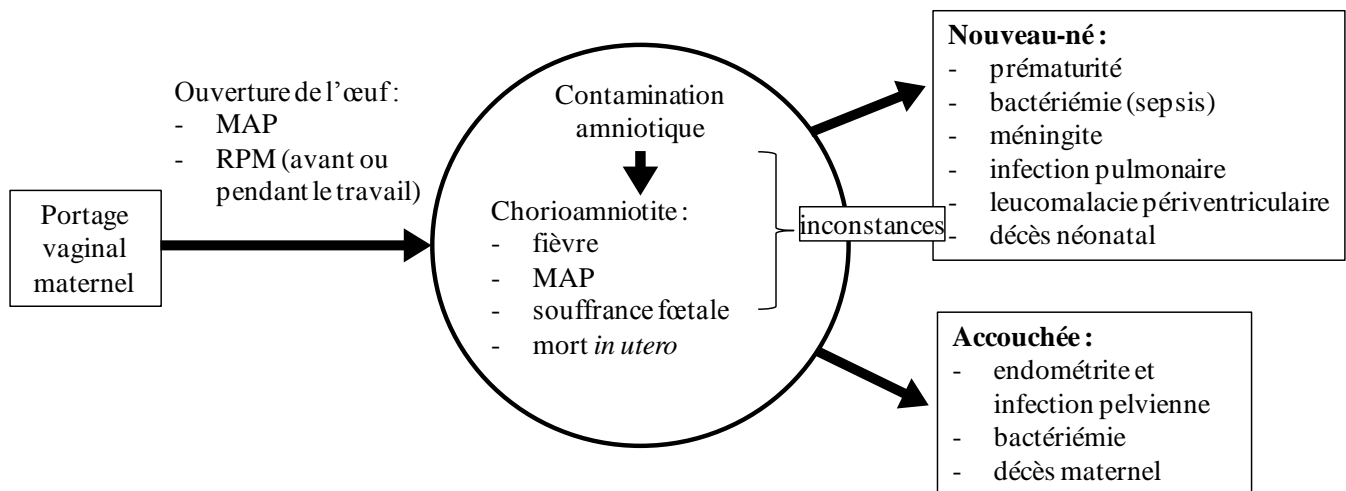 Portage
vaginal
maternel
Ouverture de l’œuf :
- MAP
- RPM (avant ou
pendant le travail)
Contamination
amniotique
Chorioamniotite :
- fièvre
- MAP
- souffrance fœtale
- mort in utero
inconstances
Nouveau-né :
- prématurité
- bactériémie (sepsis)
- méningite
- infection pulmonaire
- leucomalacie périventriculaire
- décès néonatal
Accouchée :
- endométrite et
infection pelvienne
- bactériémie
- décès maternel